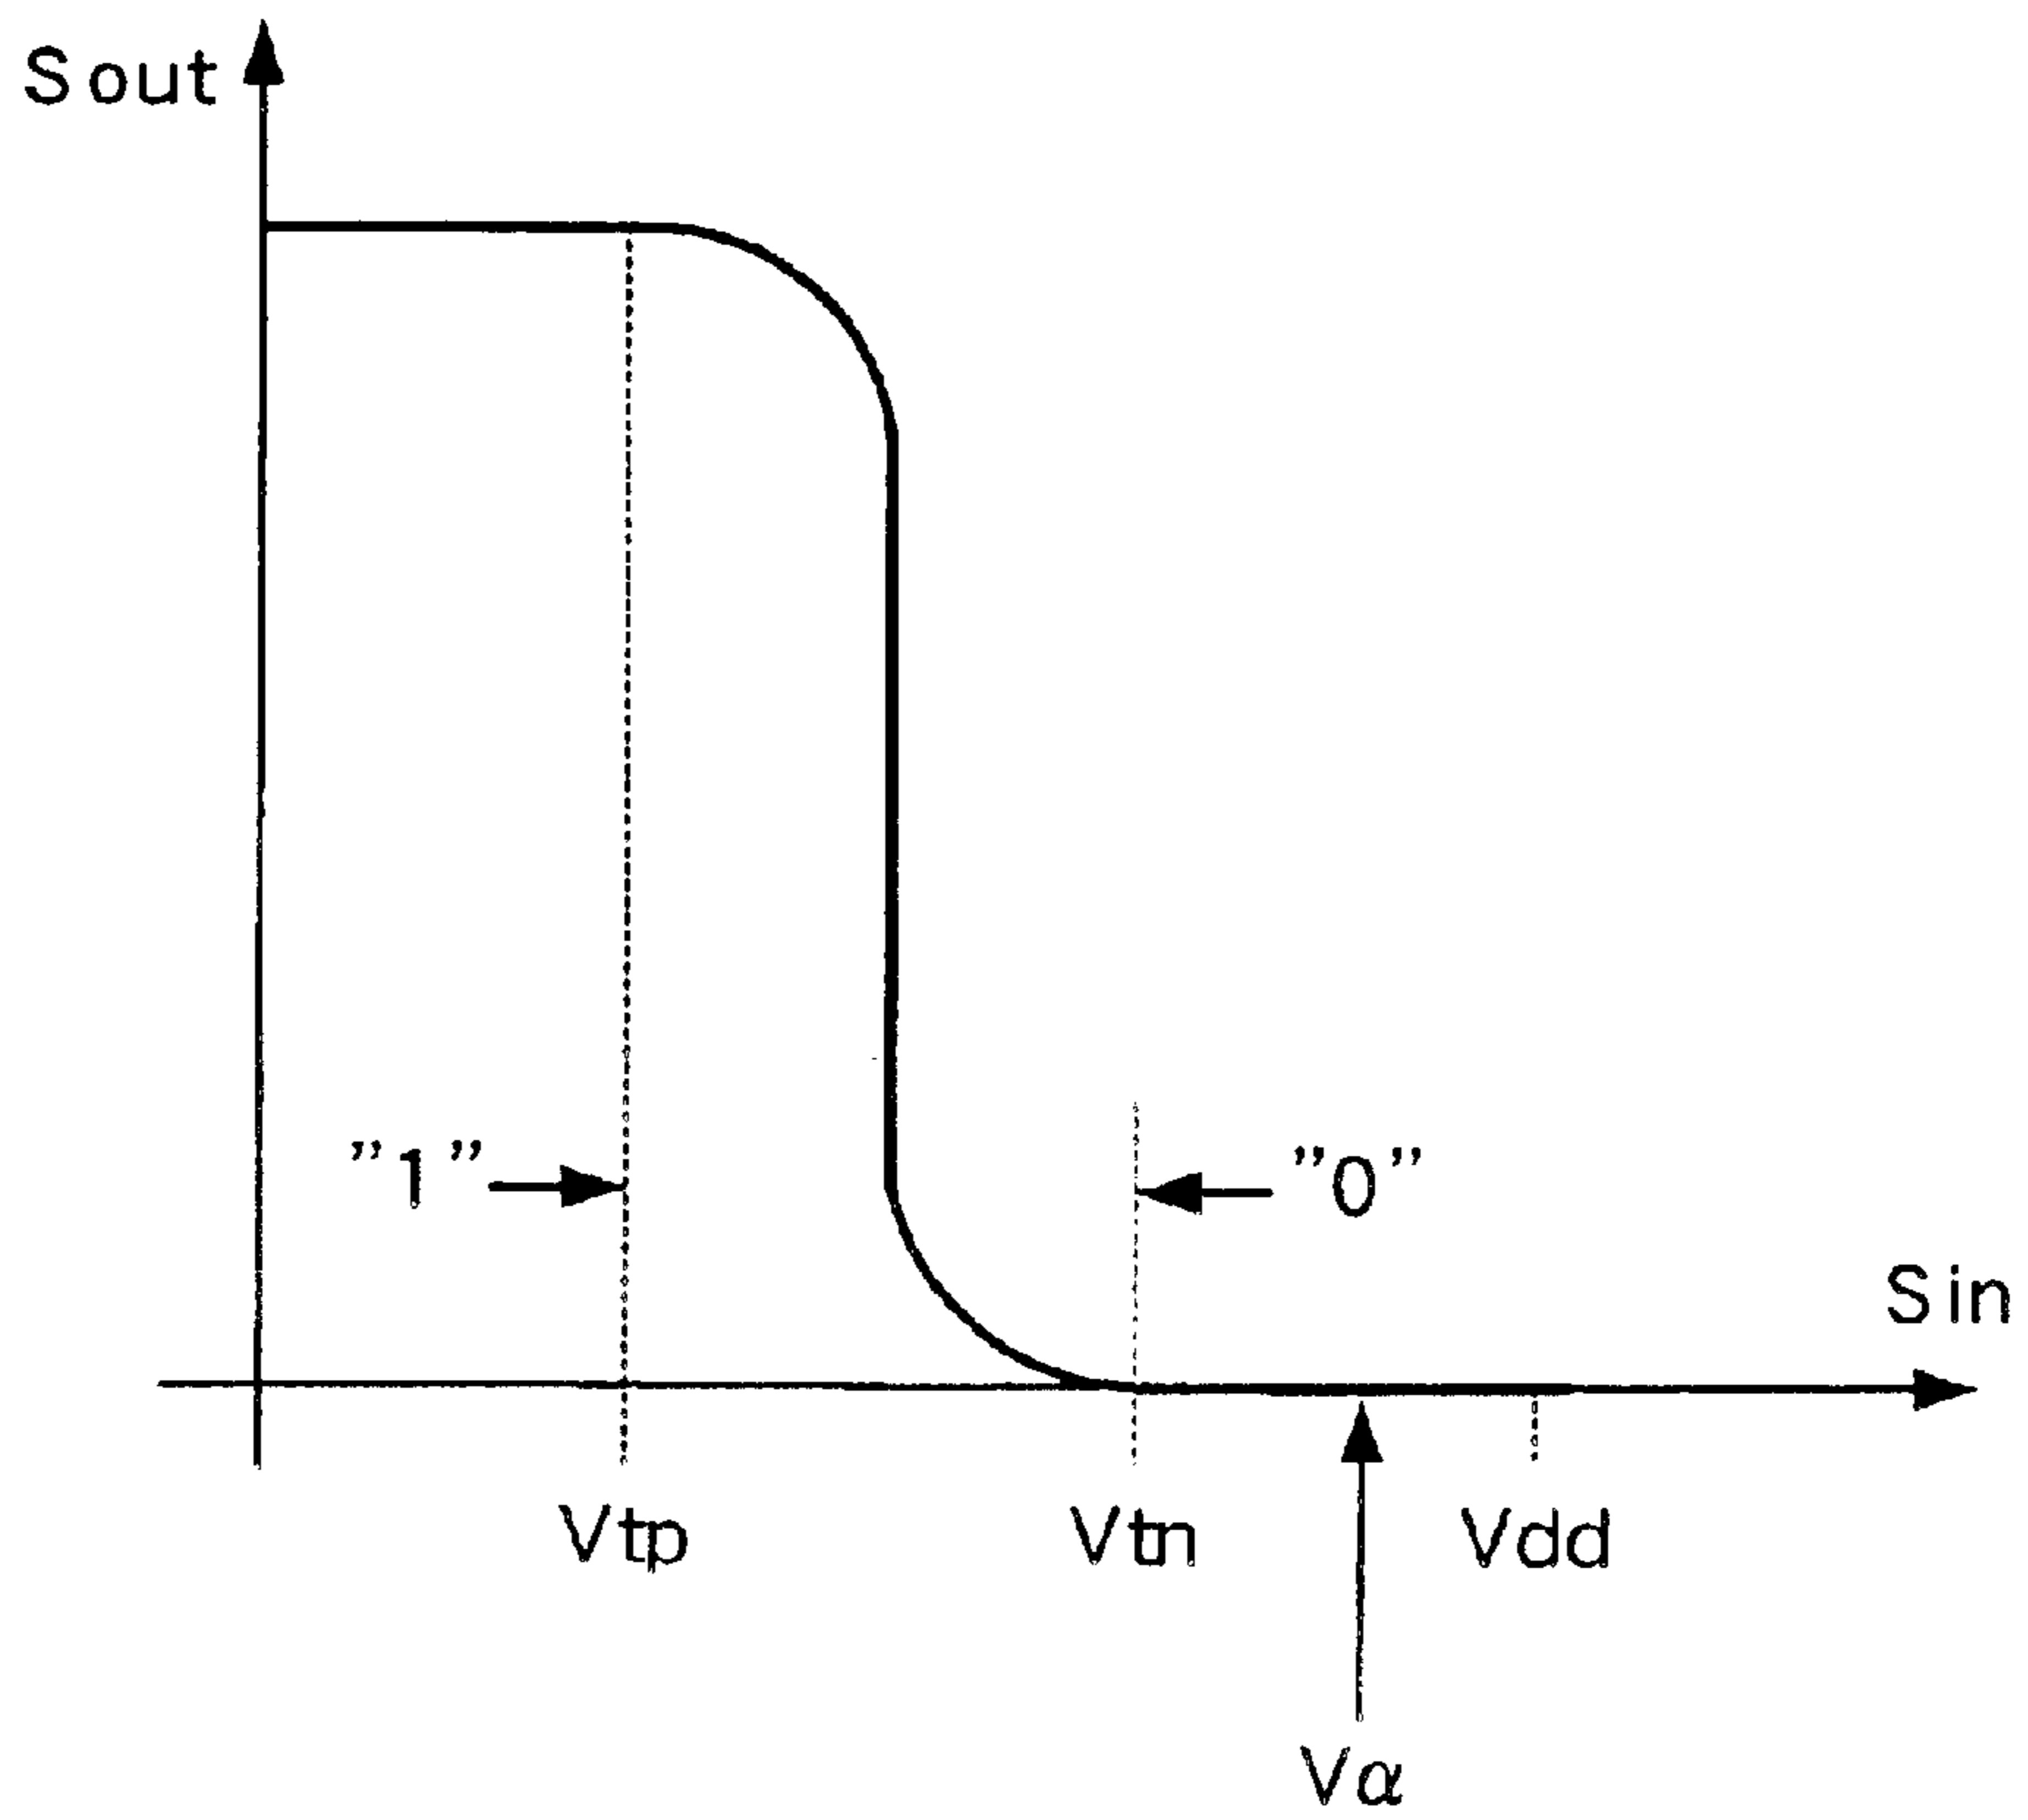 Sout
"1"
"0"
Sin
Vtp
Vtn
Vdd
Vα